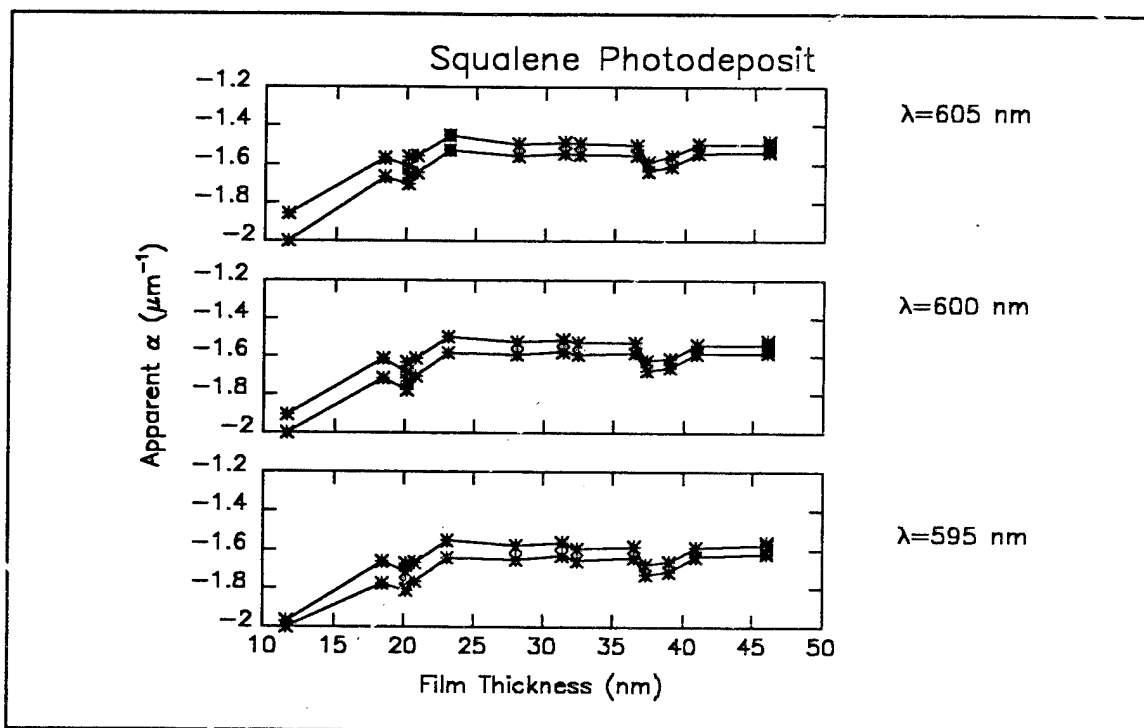 Squalene Photodeposit
-1.2
-1.4
-1.6
-1.8
-2
λ=605 nm
-1.2
-1.4
-1.6
-1.8
-2
λ=600 nm
-1.2
-1.4
-1.6
-1.8
-2
λ=595 nm
Apparent α (μm⁻¹)
10 15 20 25 30 35 40 45 50
Film Thickness (nm)